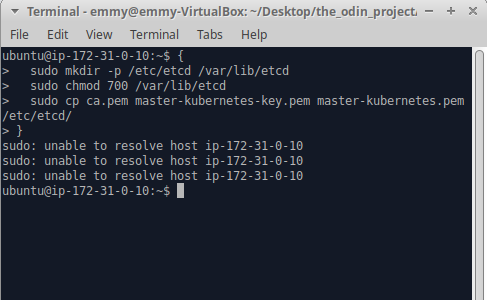 Terminal - emmy@emmy-VirtualBox: ~/Desktop/the_odin_project
File Edit View Terminal Tabs Help
ubuntu@ip-172-31-0-10:~$ {
>   sudo mkdir -p /etc/etcd /var/lib/etcd
>   sudo chmod 700 /var/lib/etcd
>   sudo cp ca.pem master-kubernetes-key.pem master-kubernetes.pem
/etc/etcd/
> }
sudo: unable to resolve host ip-172-31-0-10
sudo: unable to resolve host ip-172-31-0-10
sudo: unable to resolve host ip-172-31-0-10
ubuntu@ip-172-31-0-10:~$